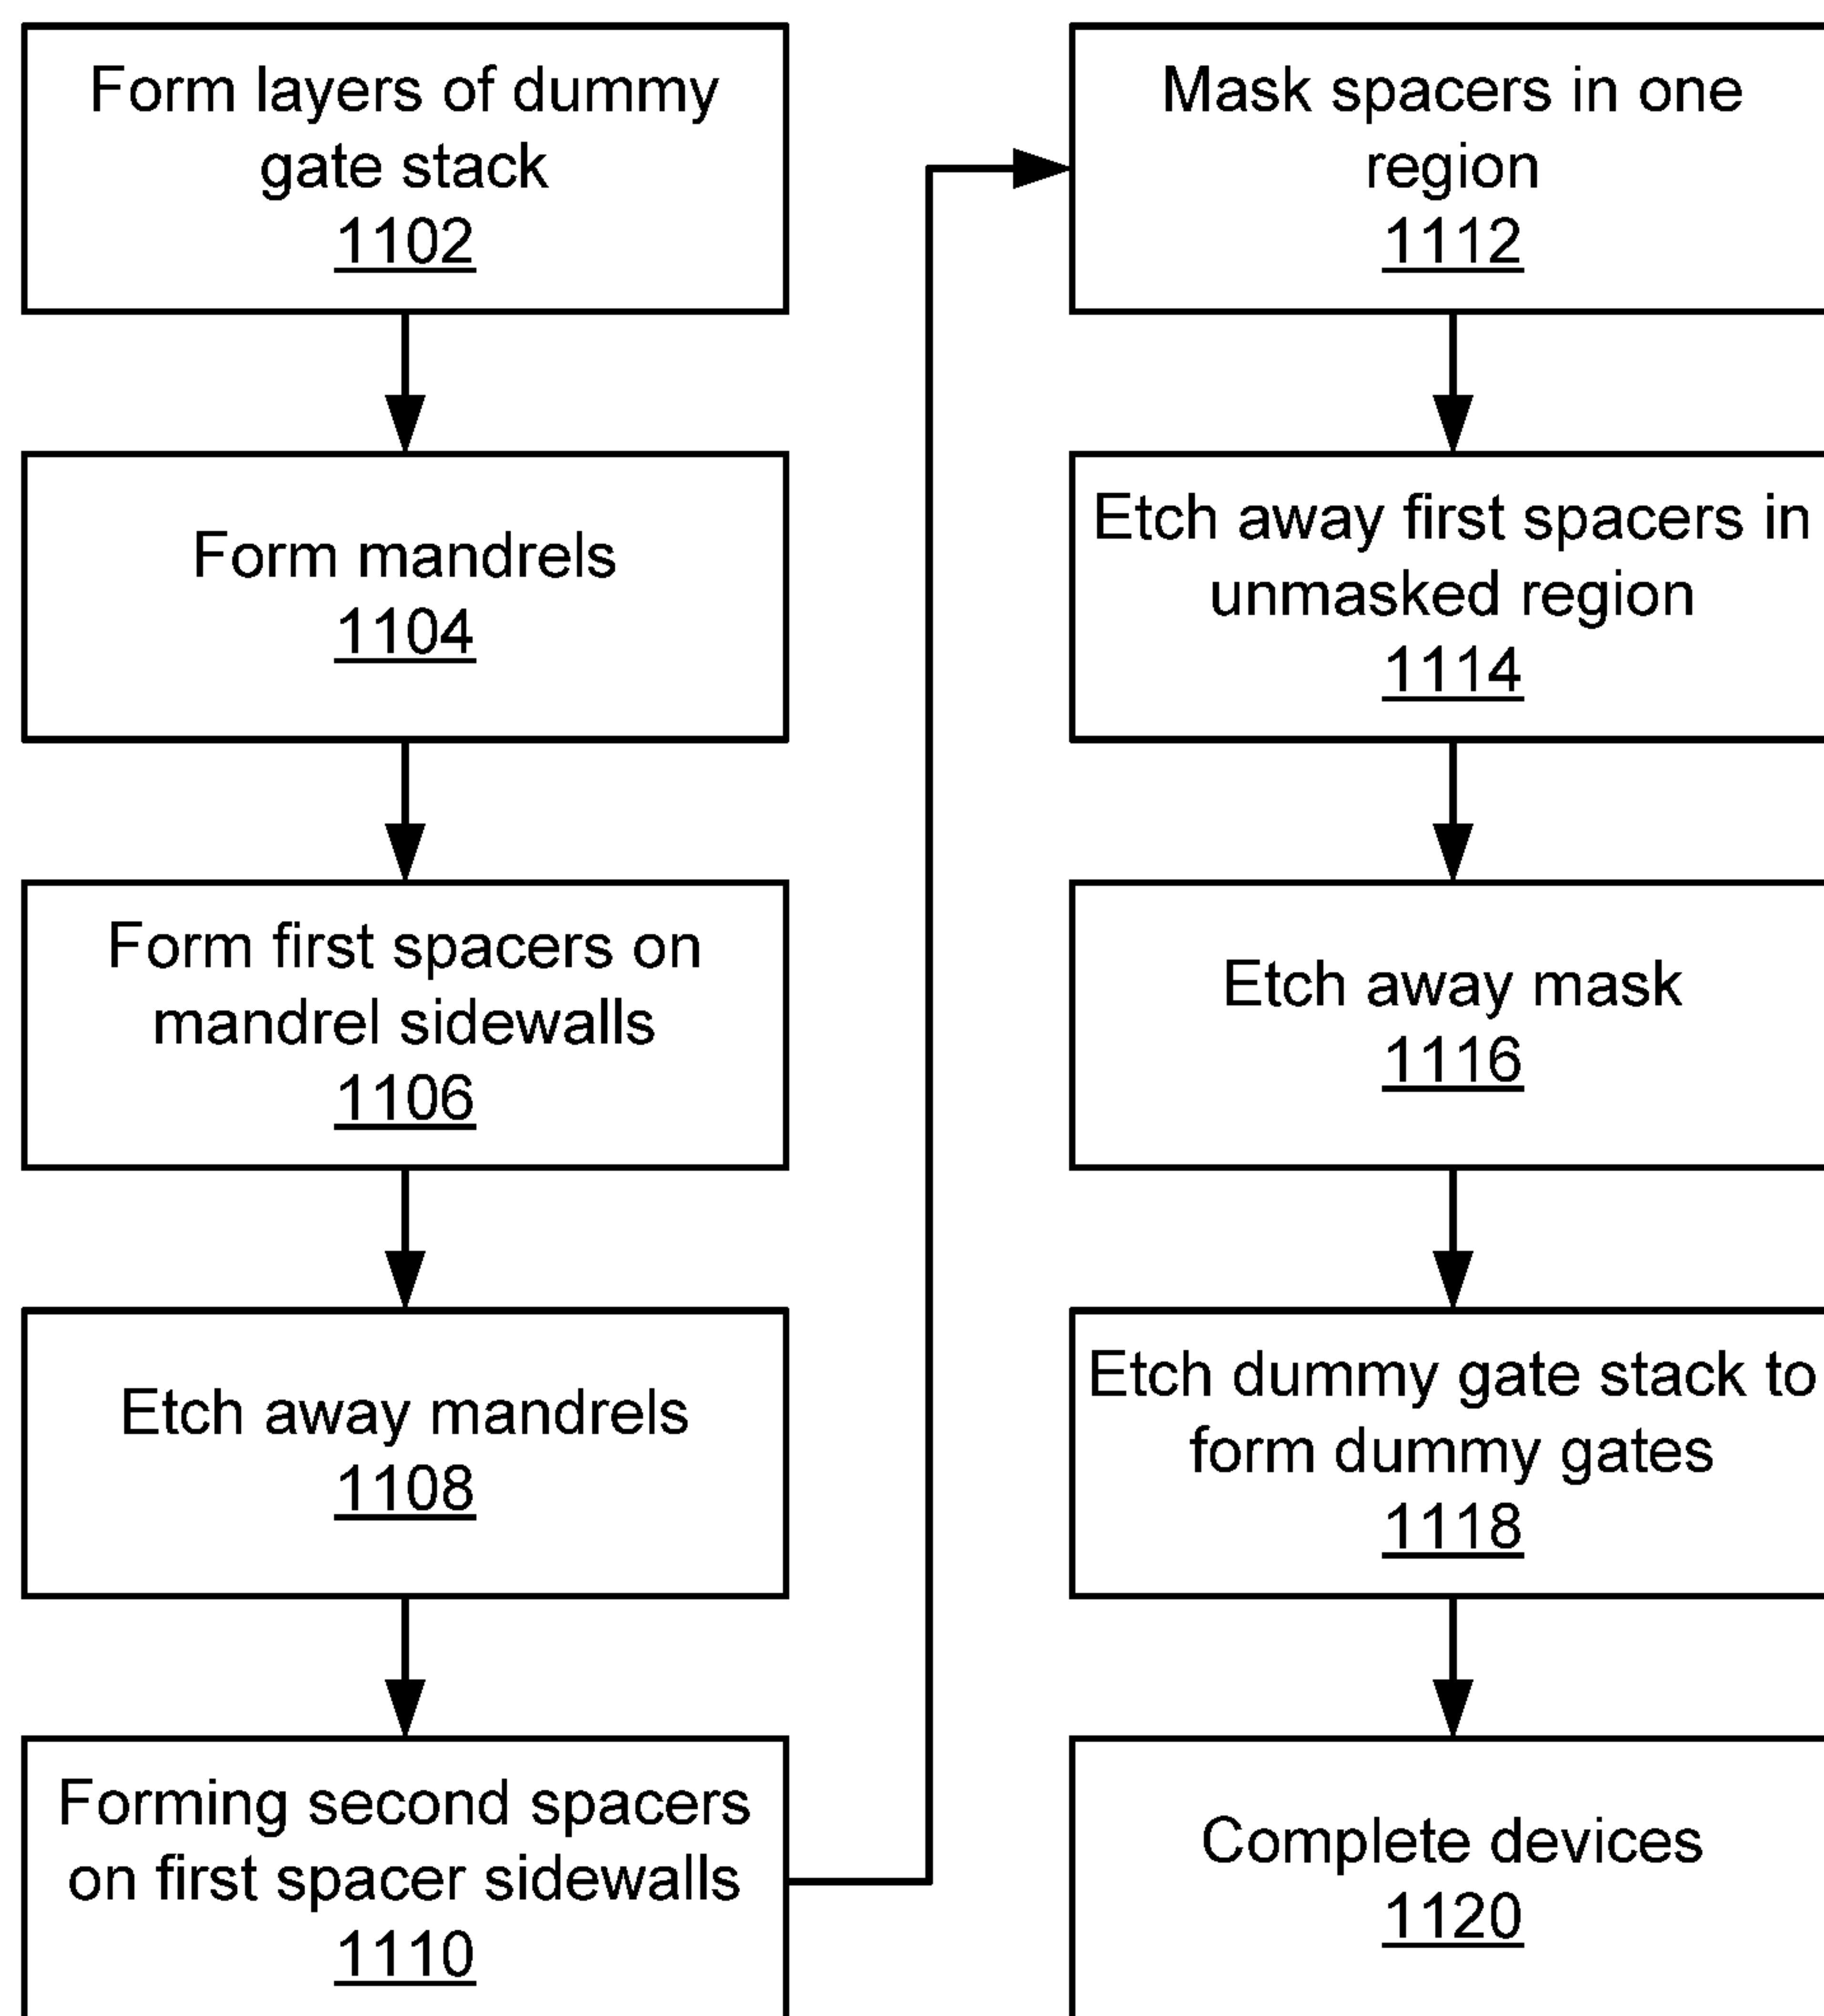 Form layers of dummy
gate stack
1102
Form mandrels
1104
Form first spacers on
mandrel sidewalls
1106
Etch away mandrels
1108
Forming second spacers
on first spacer sidewalls
1110
Mask spacers in one
region
1112
Etch away first spacers in
unmasked region
1114
Etch away mask
1116
Etch dummy gate stack to
form dummy gates
1118
Complete devices
1120